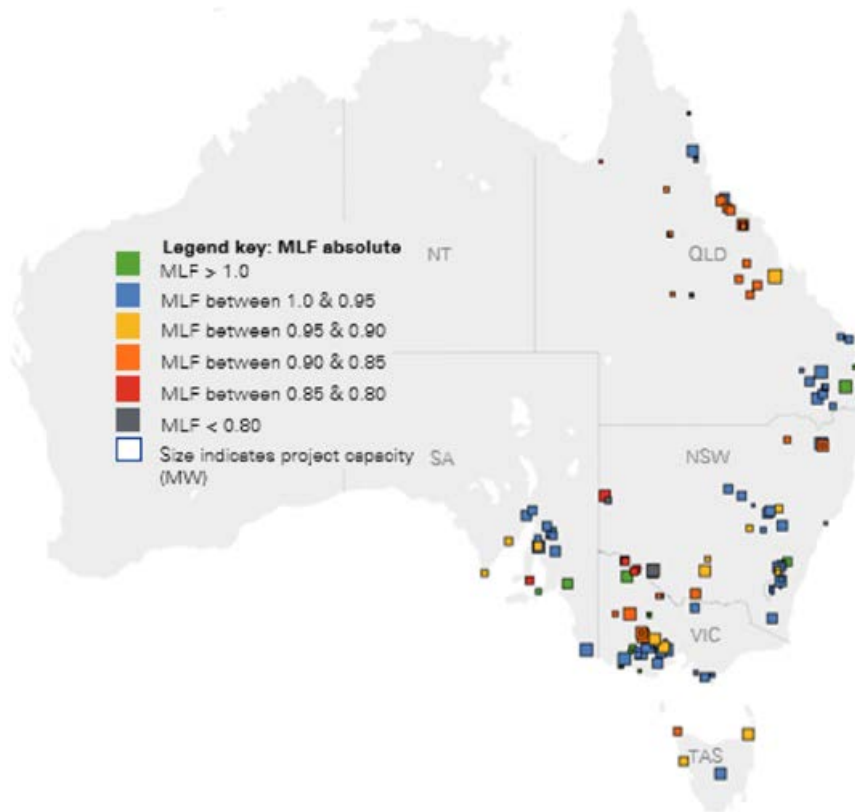 NT
QLD
Legend key: MLF absolute
MLF > 1.0
MLF between 1.0 & 0.95
MLF between 0.95 & 0.90
MLF between 0.90 & 0.85
MLF between 0.85 & 0.80
MLF < 0.80
Size indicates project capacity
(MW)
SA
NSW
VIC
TAS